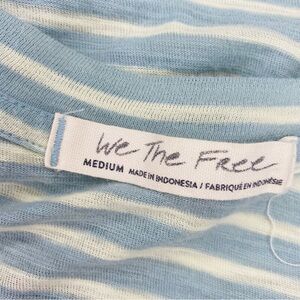 We The Free
MEDIUM MADE IN INDONESIA / FABRIQUÉ EN INDONÉSIE